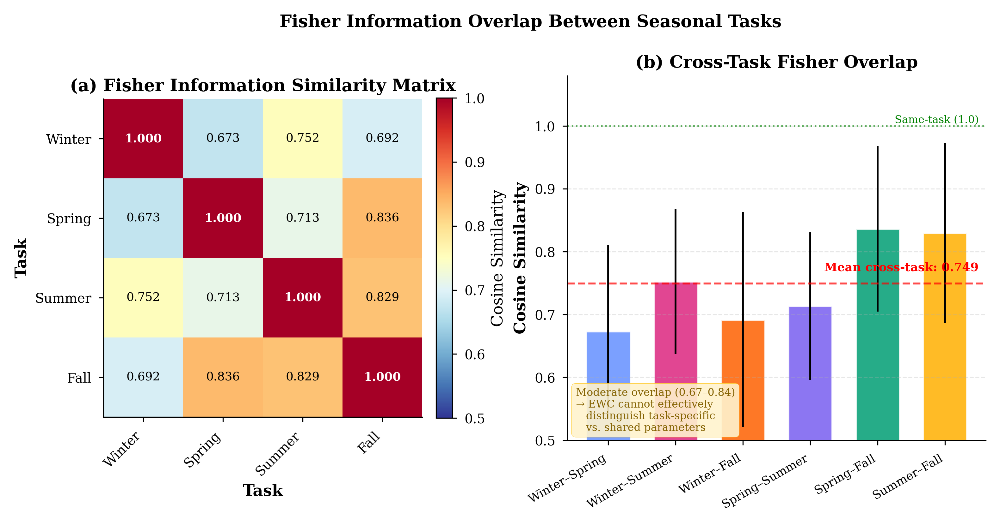 Fisher Information Overlap Between Seasonal Tasks
(a) Fisher Information Similarity Matrix
Task
Winter
Spring
Summer
Fall
1.000 0.673 0.752 0.692
0.673 1.000 0.713 0.836
0.752 0.713 1.000 0.829
0.692 0.836 0.829 1.000
Winter Spring Summer Fall
Task
1.0
0.9
0.8
0.7
0.6
0.5
Cosine Similarity
(b) Cross-Task Fisher Overlap
Cosine Similarity
1.0
0.9
0.8
0.7
0.6
0.5
Same-task (1.0)
Mean cross-task: 0.749
Moderate overlap (0.67–0.84)
→ EWC cannot effectively
distinguish task-specific
vs. shared parameters
Winter–Spring Winter–Summer Winter–Fall Spring–Summer Spring–Fall Summer–Fall